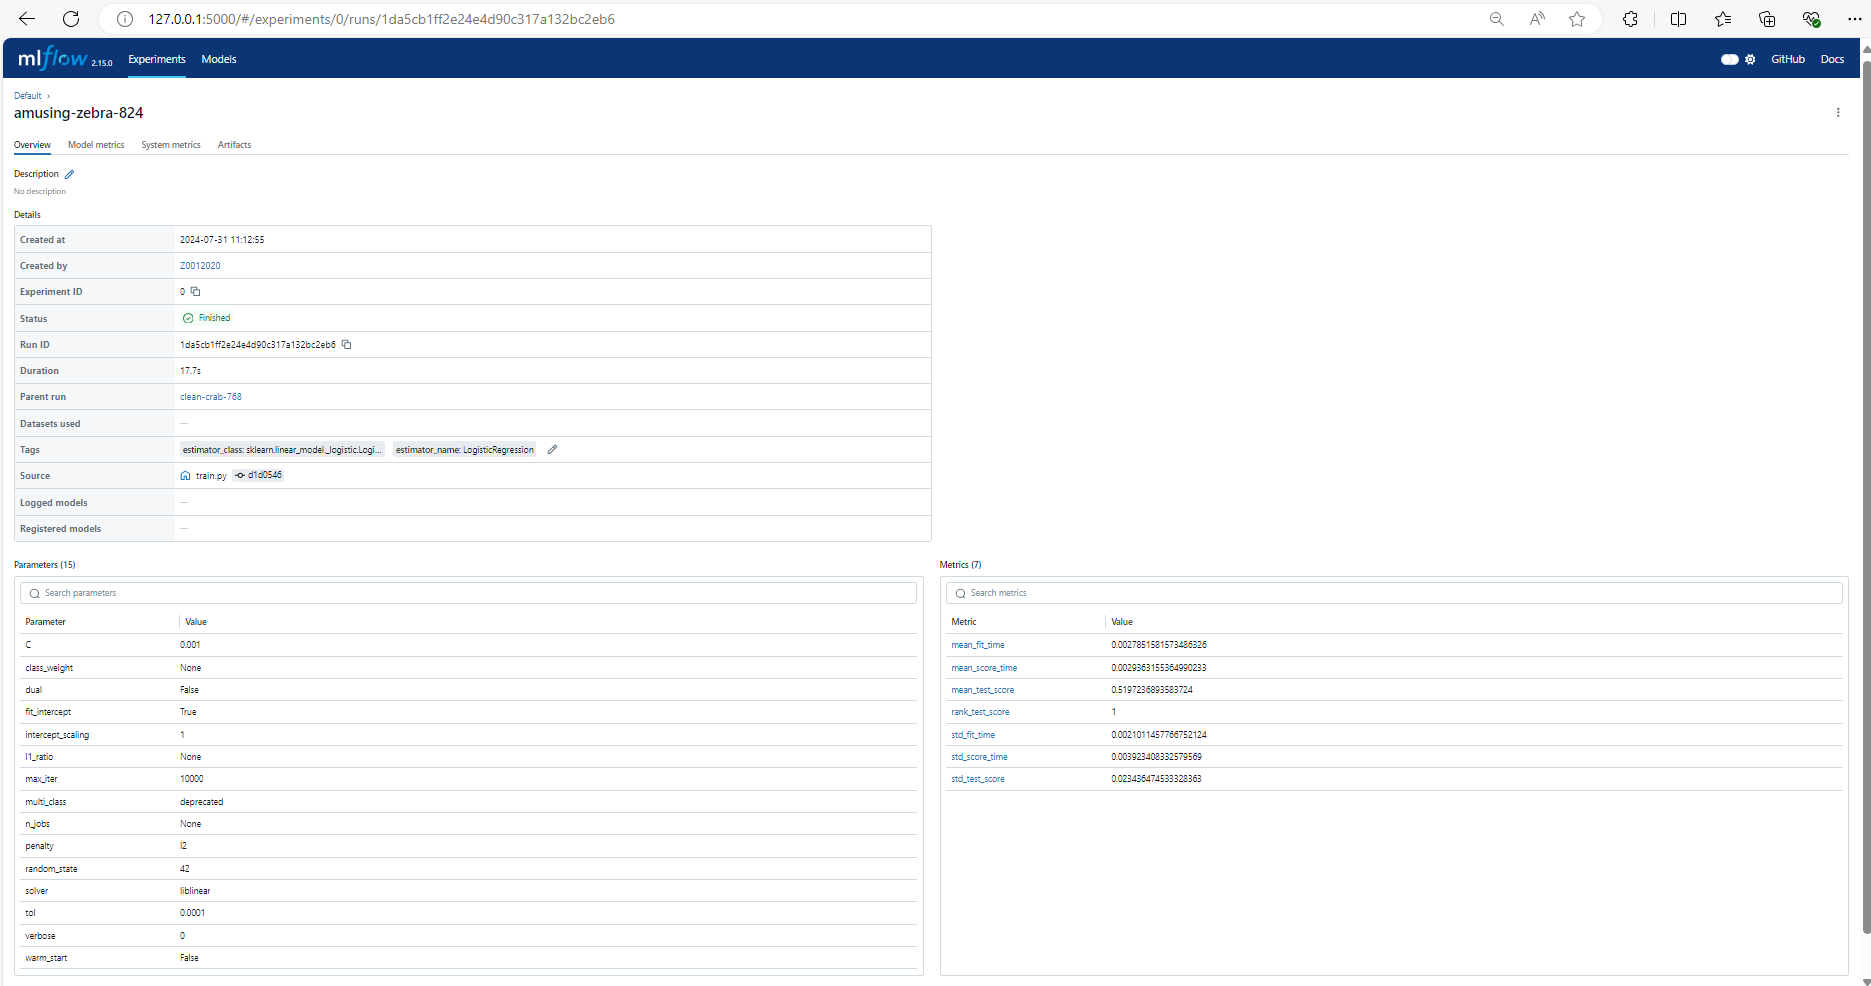 127.0.0.1:5000/#/experiments/0/runs/1da5cb1ff2e24e4d90c317a132bc2eb6
mlflow 2.15.0 Experiments Models GitHub Docs
Default ›
amusing-zebra-824
Overview Model metrics System metrics Artifacts
Description
No description
Details
Created at 2024-07-31 11:12:55
Created by Z0012020
Experiment ID 0
Status Finished
Run ID 1da5cb1ff2e24e4d90c317a132bc2eb6
Duration 17.7s
Parent run clean-crab-768
Datasets used —
Tags estimator_class: sklearn.linear_model._logistic.Logi... estimator_name: LogisticRegression
Source train.py d1d0546
Logged models —
Registered models —
Parameters (15)
Search parameters
Parameter Value
C 0.001
class_weight None
dual False
fit_intercept True
intercept_scaling 1
l1_ratio None
max_iter 10000
multi_class deprecated
n_jobs None
penalty l2
random_state 42
solver liblinear
tol 0.0001
verbose 0
warm_start False
Metrics (7)
Search metrics
Metric Value
mean_fit_time 0.0027851581573486326
mean_score_time 0.0029363155364990233
mean_test_score 0.5197236893583724
rank_test_score 1
std_fit_time 0.0021011457766752124
std_score_time 0.003923408332579569
std_test_score 0.023436474533328363